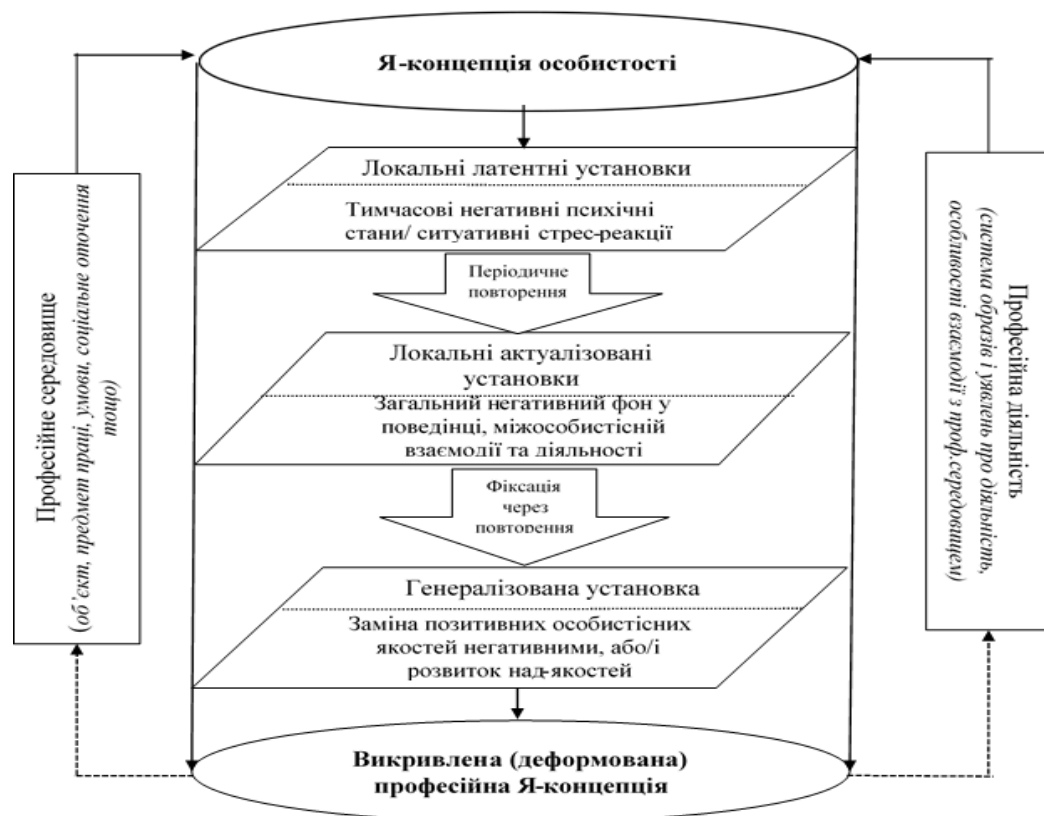 Я-концепція особистості
Локальні латентні установки
Тимчасові негативні психічні
стани/ ситуативні стрес-реакції
Періодичне
повторення
Локальні актуалізовані
установки
Загальний негативний фон у
поведінці, міжособистісній
взаємодії та діяльності
Фіксація
через
повторення
Генералізована установка
Заміна позитивних особистісних
якостей негативними, або/і
розвиток над-якостей
Викривлена (деформована)
професійна Я-концепція
Професійне середовище
(об’єкт, предмет праці, умови, соціальне оточення
тощо)
Професійна діяльність
(система образів і уявлень про діяльність,
особливості взаємодії з проф.середовищем)